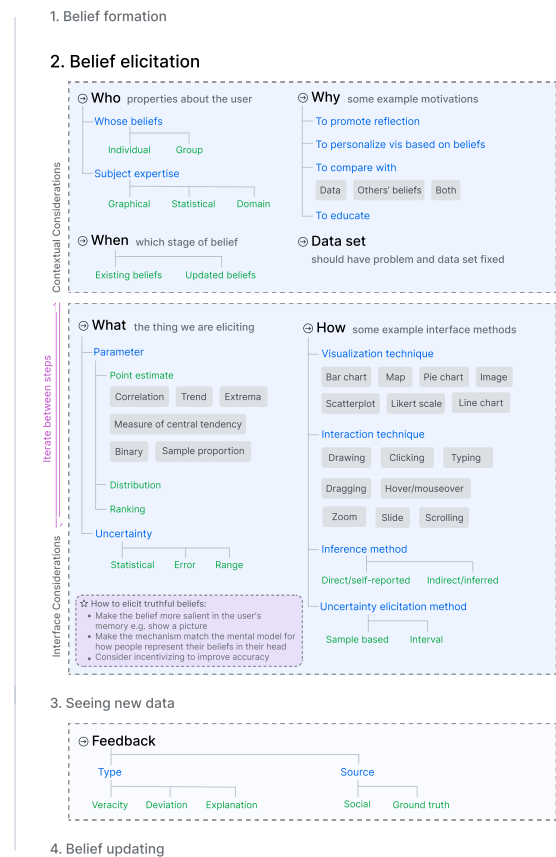 1. Belief formation
2. Belief elicitation
Contextual Considerations
Who properties about the user
Whose beliefs
Individual Group
Subject expertise
Graphical Statistical Domain
When which stage of belief
Existing beliefs Updated beliefs
Why some example motivations
To promote reflection
To personalize vis based on beliefs
To compare with
Data Others' beliefs Both
To educate
Data set
should have problem and data set fixed
Iterate between steps
Interface Considerations
What the thing we are eliciting
Parameter
Point estimate
Correlation Trend Extrema
Measure of central tendency
Binary Sample proportion
Distribution
Ranking
Uncertainty
Statistical Error Range
How to elicit truthful beliefs:
Make the belief more salient in the user's
memory e.g. show a picture
Make the mechanism match the mental model for
how people represent their beliefs in their head
Consider incentivizing to improve accuracy
How some example interface methods
Visualization technique
Bar chart Map Pie chart Image
Scatterplot Likert scale Line chart
Interaction technique
Drawing Clicking Typing
Dragging Hover/mouseover
Zoom Slide Scrolling
Inference method
Direct/self-reported Indirect/inferred
Uncertainty elicitation method
Sample based Interval
3. Seeing new data
Feedback
Type Source
Veracity Deviation Explanation Social Ground truth
4. Belief updating